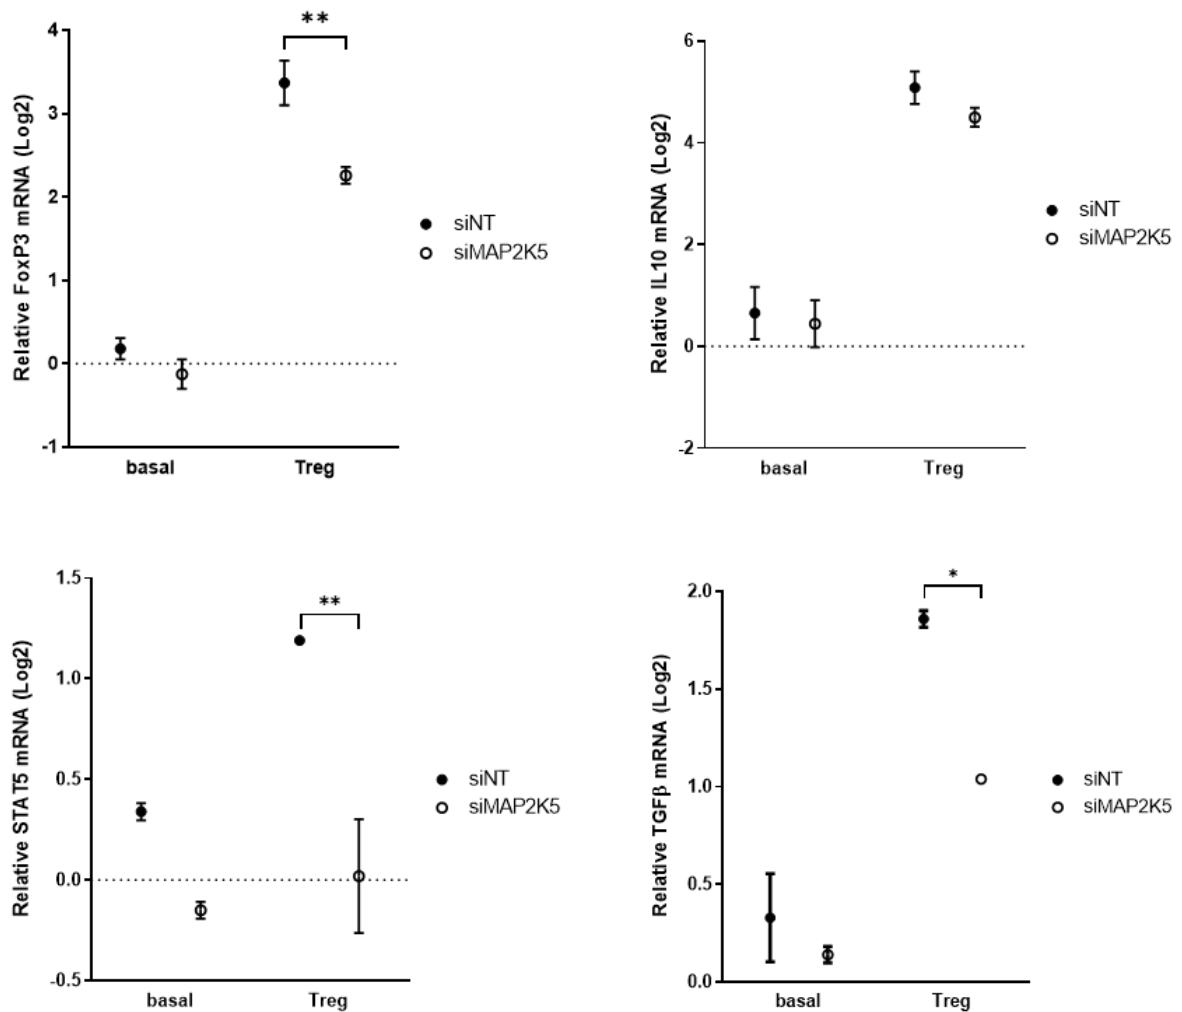 Relative FoxP3 mRNA (Log2)
4
3
2
1
0
-1
**
basal
Treg
siNT
siMAP2K5
Relative IL10 mRNA (Log2)
6
4
2
0
-2
basal
Treg
siNT
siMAP2K5
Relative STAT5 mRNA (Log2)
1.5
1.0
0.5
0.0
-0.5
**
basal
Treg
siNT
siMAP2K5
Relative TGFβ mRNA (Log2)
2.0
1.5
1.0
0.5
0.0
*
basal
Treg
siNT
siMAP2K5